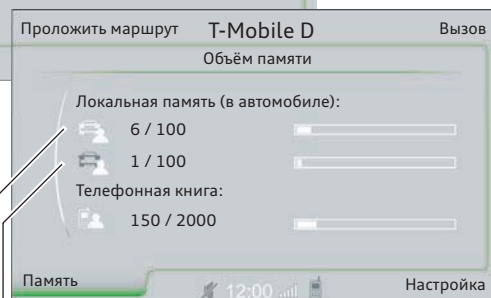 Проложить маршрут T-Mobile D Вызов
Объём памяти
Локальная память (в автомобиле):
6 / 100
1 / 100
Телефонная книга:
150 / 2000
Память 12:00 Настройка